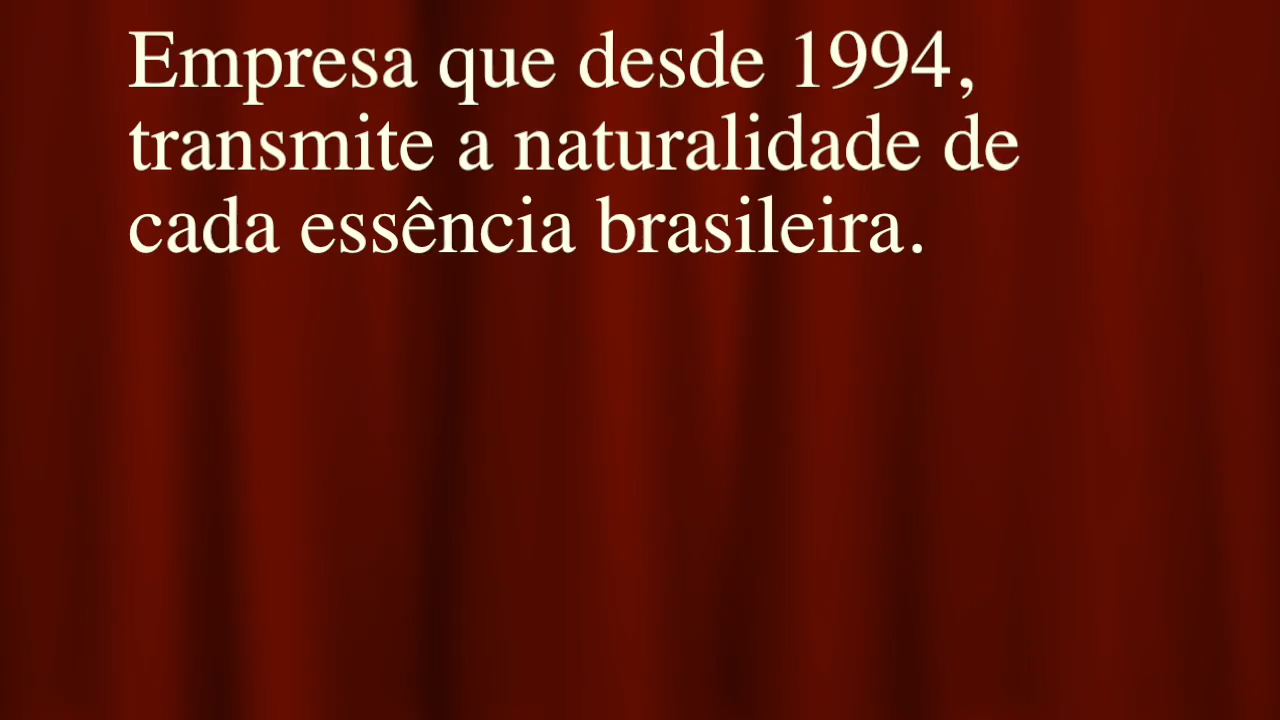 Empresa que desde 1994,
transmite a naturalidade de
cada essência brasileira.